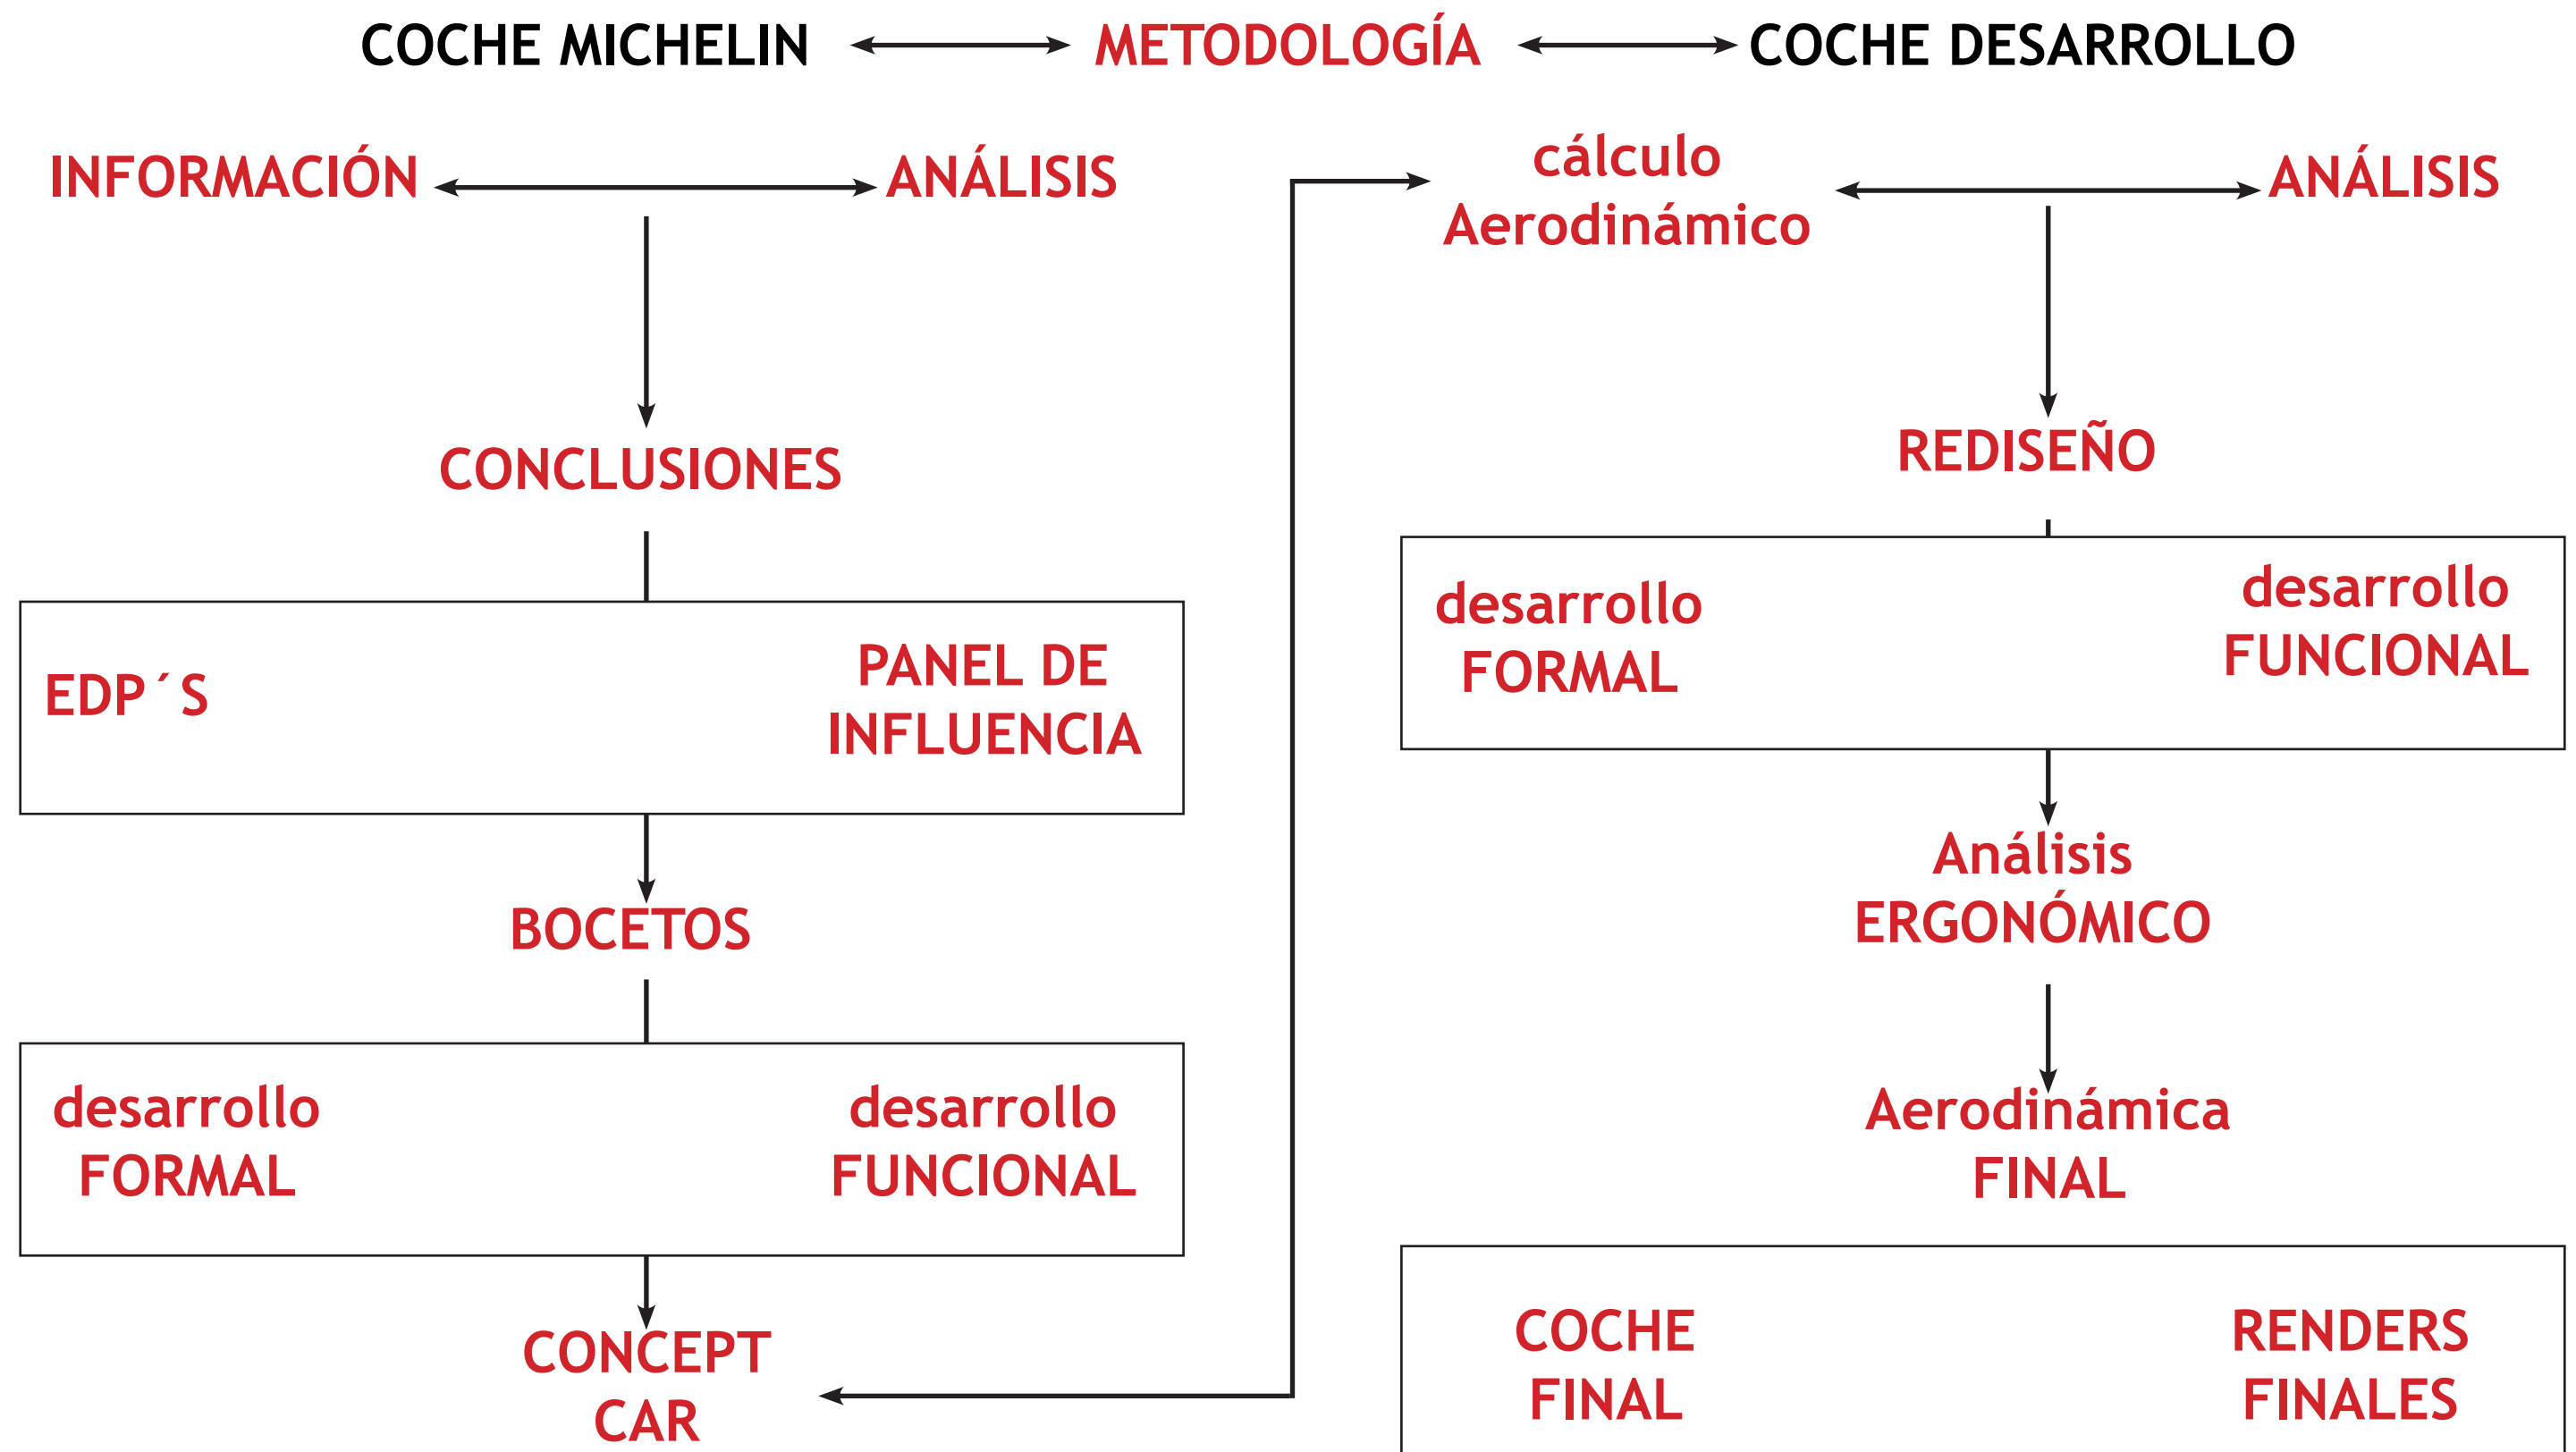 COCHE MICHELIN
METODOLOGÍA
COCHE DESARROLLO
INFORMACIÓN
ANÁLISIS
CONCLUSIONES
EDP´S
PANEL DE
INFLUENCIA
BOCETOS
desarrollo
FORMAL
desarrollo
FUNCIONAL
CONCEPT
CAR
cálculo
Aerodinámico
ANÁLISIS
REDISEÑO
desarrollo
FORMAL
desarrollo
FUNCIONAL
Análisis
ERGONÓMICO
Aerodinámica
FINAL
COCHE
FINAL
RENDERS
FINALES